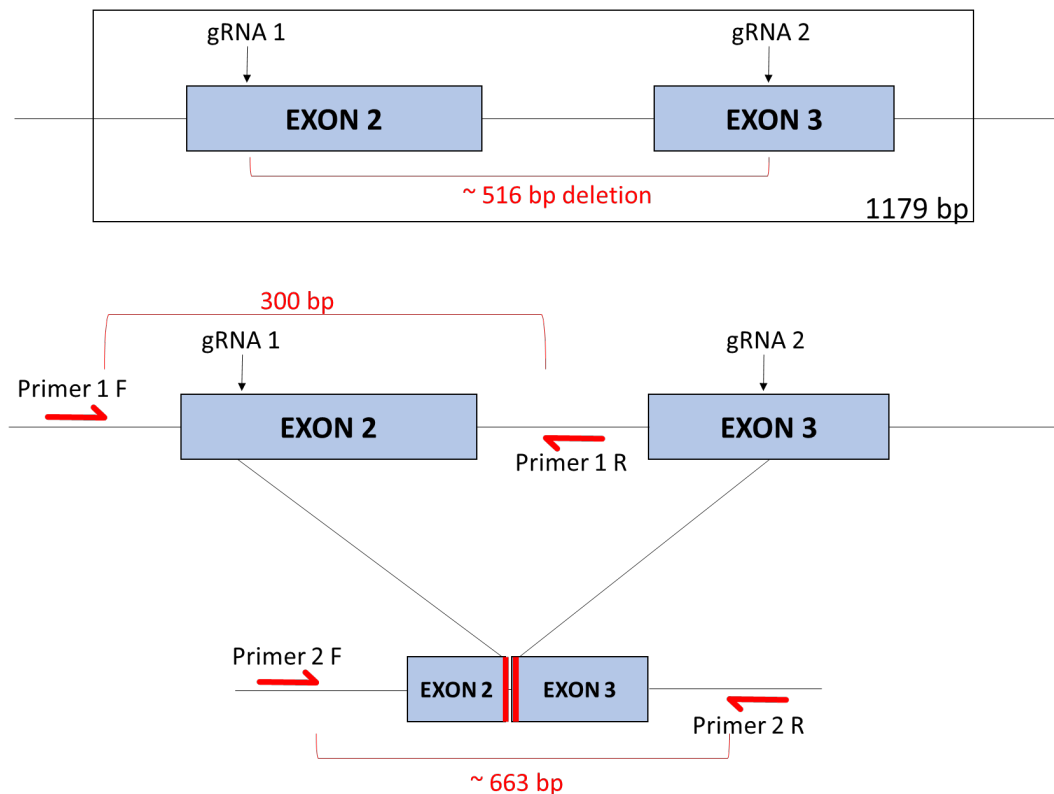 gRNA 1
gRNA 2
EXON 2
EXON 3
~ 516 bp deletion
1179 bp
300 bp
gRNA 1
gRNA 2
Primer 1 F
EXON 2
EXON 3
Primer 1 R
Primer 2 F
EXON 2
EXON 3
Primer 2 R
~ 663 bp